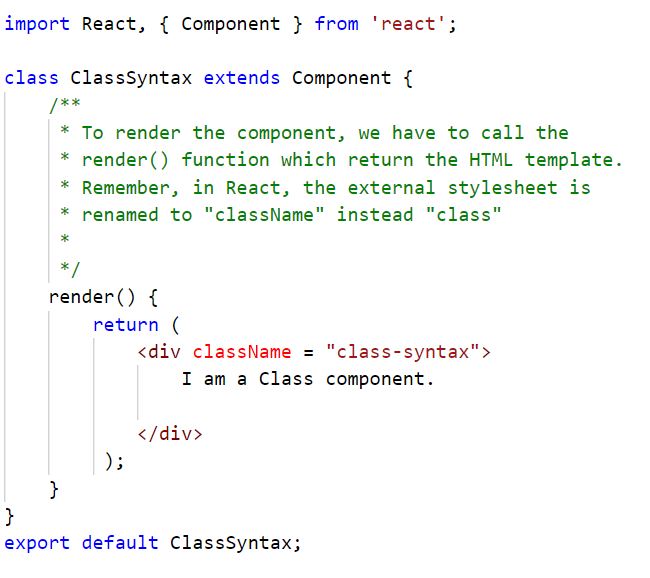 import React, { Component } from 'react';
class ClassSyntax extends Component {
/**
* To render the component, we have to call the
* render() function which return the HTML template.
* Remember, in React, the external stylesheet is
* renamed to "className" instead "class"
*
*/
render() {
return (
<div className = "class-syntax">
I am a Class component.
</div>
);
}
}
export default ClassSyntax;